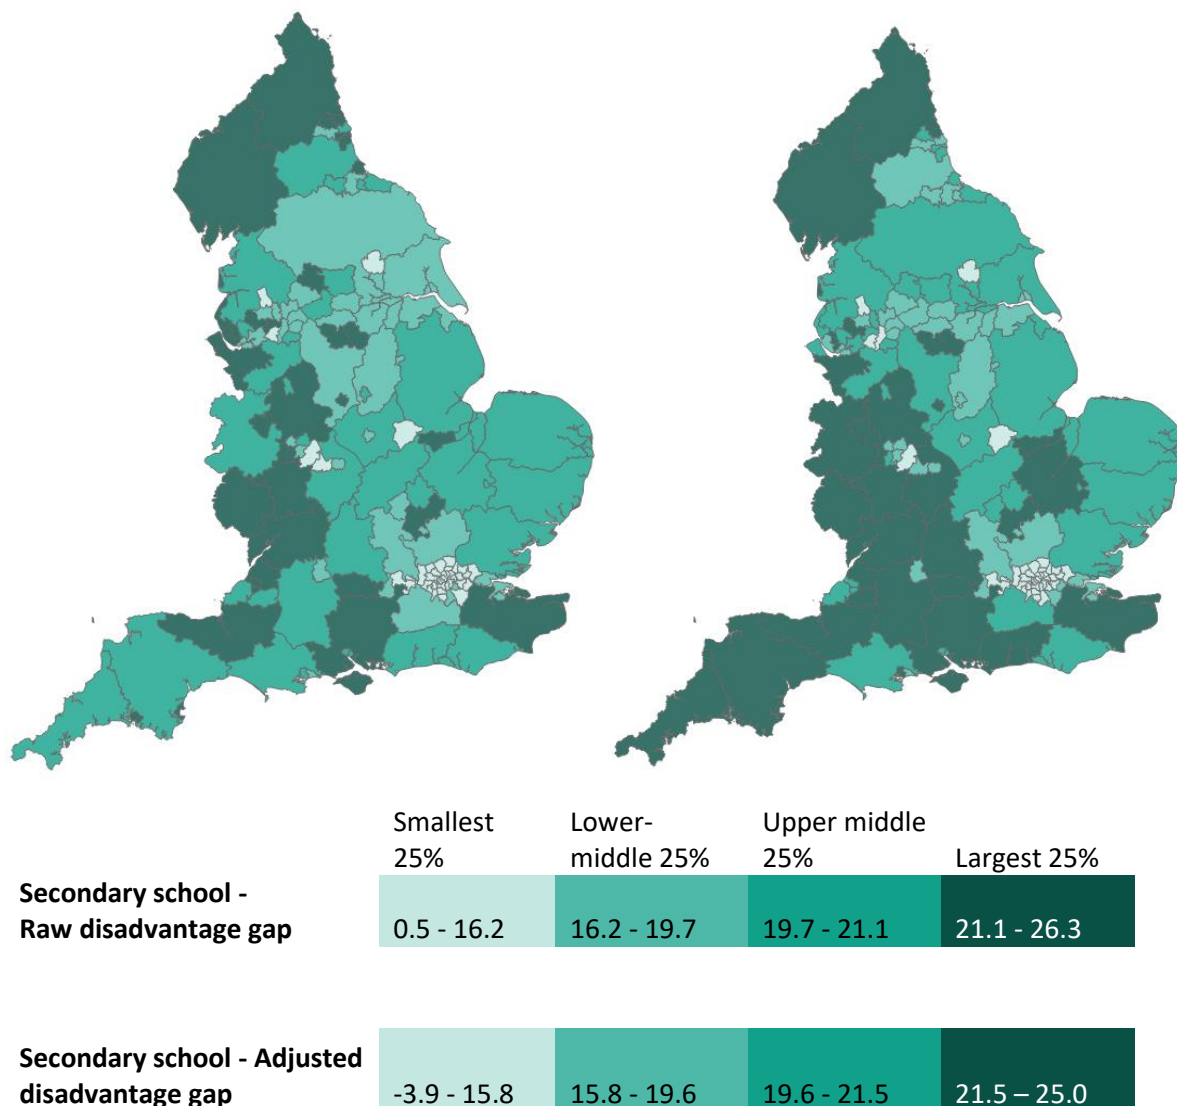 Smallest 25%
Lower-
middle 25%
Upper middle
25%
Largest 25%
Secondary school -
Raw disadvantage gap
0.5 - 16.2
16.2 - 19.7
19.7 - 21.1
21.1 - 26.3
Secondary school - Adjusted
disadvantage gap
-3.9 - 15.8
15.8 - 19.6
19.6 - 21.5
21.5 – 25.0